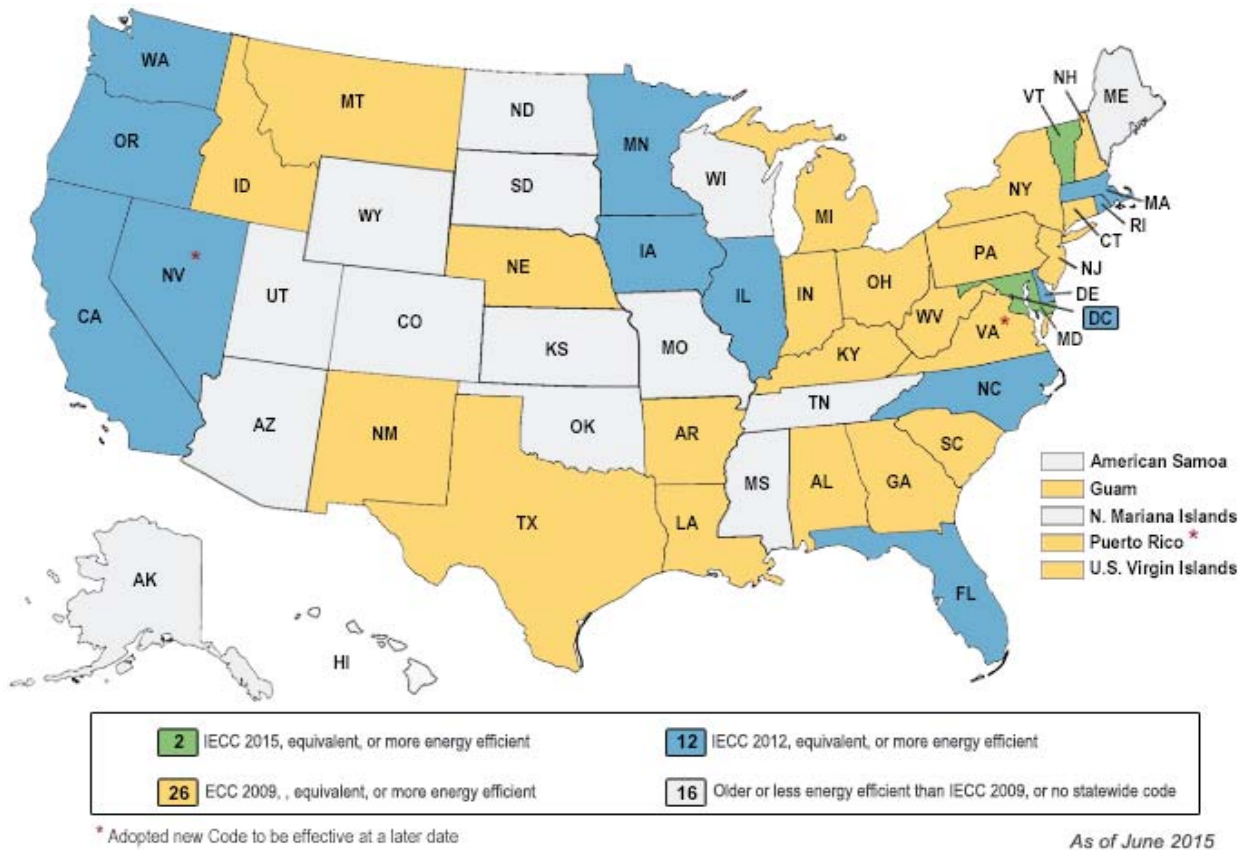 WA
MT
ND
MN
VT
NH
ME
OR
ID
SD
WI
NY
MA
WY
MI
RI
CT
NV *
NE
IA
PA
NJ
UT
IL
IN
OH
DE
CA
CO
WV
DC
VA *
MD
KS
MO
KY
AZ
NM
OK
AR
TN
NC
SC
MS
AL
GA
TX
LA
FL
AK
HI
American Samoa
Guam
N. Mariana Islands
Puerto Rico *
U.S. Virgin Islands
2 IECC 2015, equivalent, or more energy efficient
12 IECC 2012, equivalent, or more energy efficient
26 ECC 2009, , equivalent, or more energy efficient
16 Older or less energy efficient than IECC 2009, or no statewide code
* Adopted new Code to be effective at a later date
As of June 2015